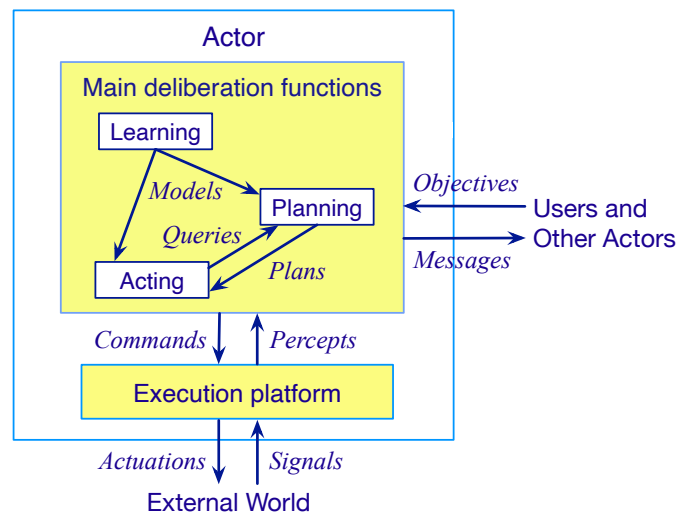 Actor
Main deliberation functions
Learning
Models
Objectives
Planning
Users and
Queries
Other Actors
Messages
Acting
Plans
Commands
Percepts
Execution platform
Actuations
Signals
External World